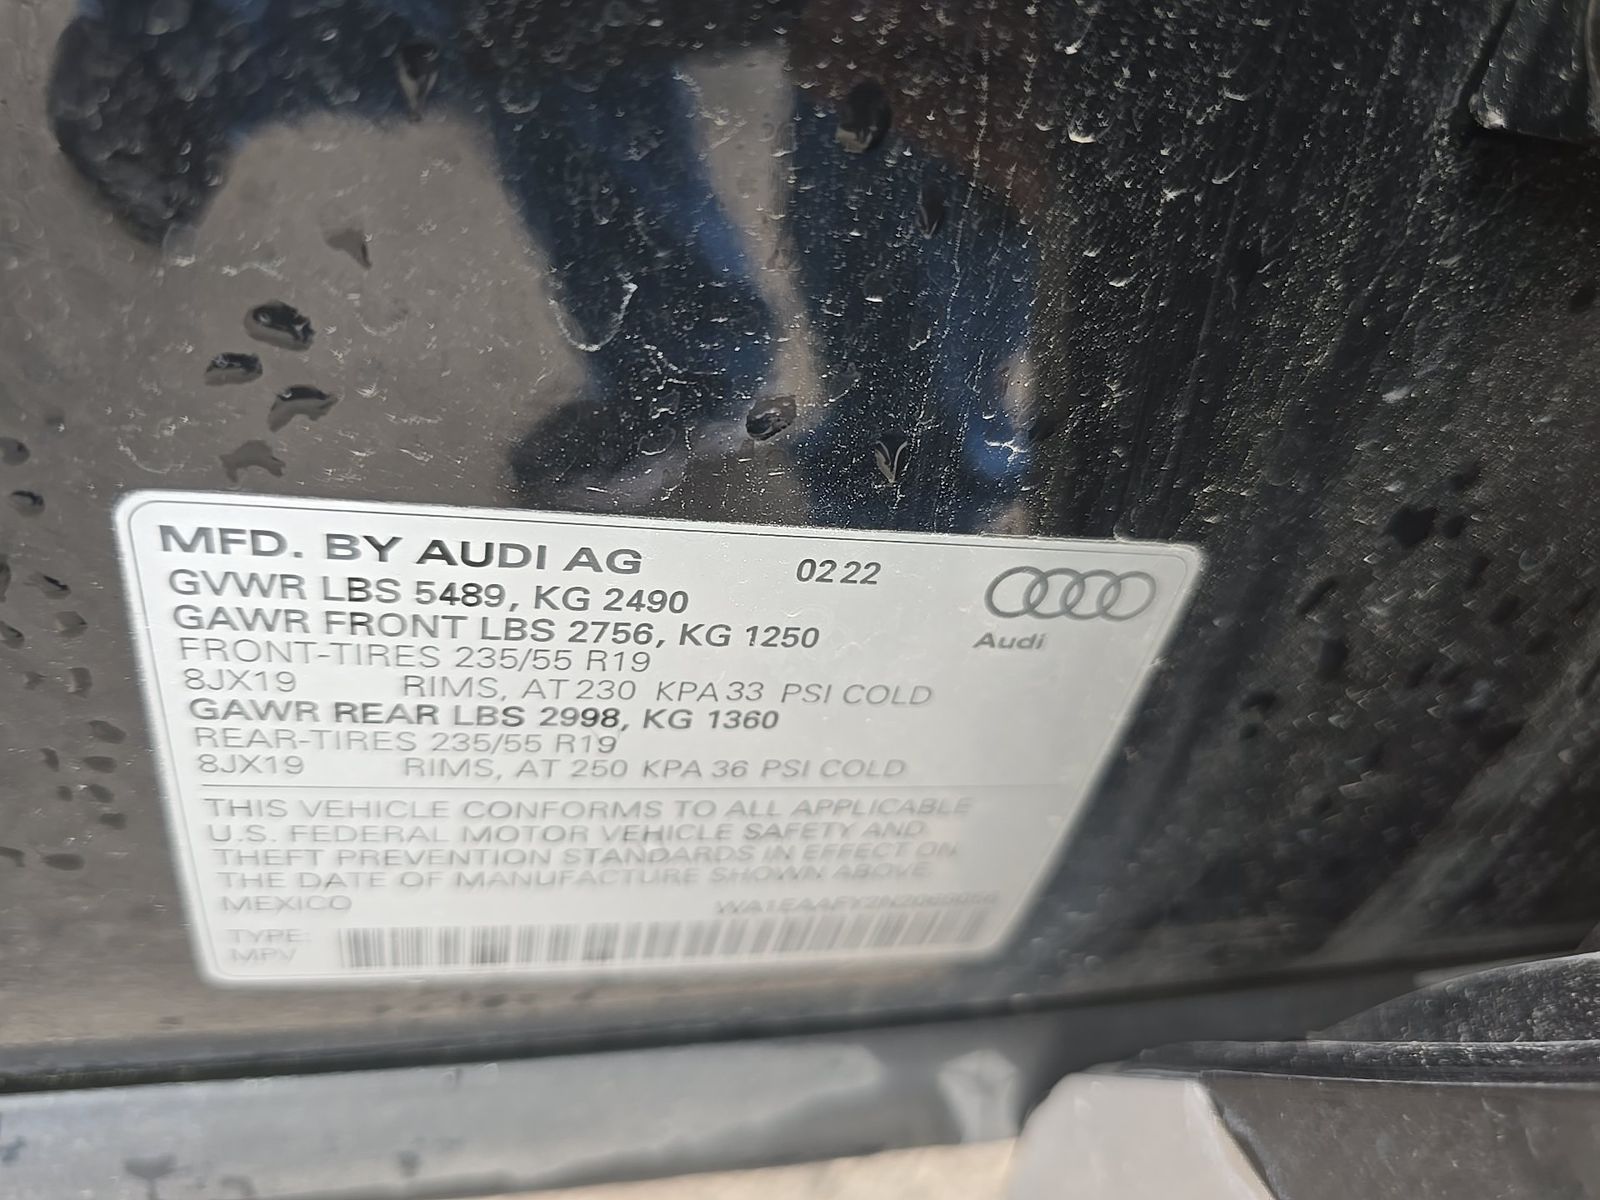 MFD. BY AUDI AG 0222
GVWR LBS 5489, KG 2490
GAWR FRONT LBS 2756, KG 1250
Audi
FRONT-TIRES 235/55 R19
8JX19 RIMS, AT 230 KPA 33 PSI COLD
GAWR REAR LBS 2998, KG 1360
REAR-TIRES 235/55 R19
8JX19 RIMS, AT 250 KPA 36 PSI COLD
THIS VEHICLE CONFORMS TO ALL APPLICABLE
U.S. FEDERAL MOTOR VEHICLE SAFETY AND
THEFT PREVENTION STANDARDS IN EFFECT ON
THE DATE OF MANUFACTURE SHOWN ABOVE
MEXICO
TYPE:
MPV